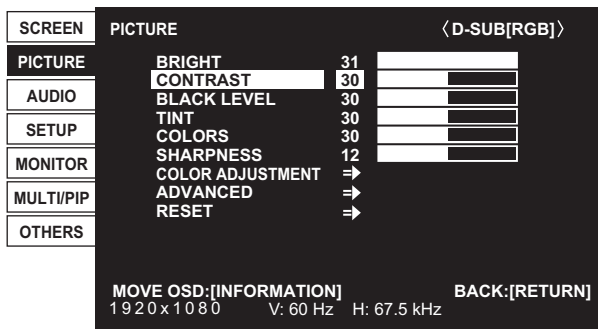 SCREEN
PICTURE
AUDIO
SETUP
MONITOR
MULTI/PIP
OTHERS
PICTURE 〈D-SUB[RGB]〉
BRIGHT 31
CONTRAST 30
BLACK LEVEL 30
TINT 30
COLORS 30
SHARPNESS 12
COLOR ADJUSTMENT
ADVANCED
RESET
MOVE OSD:[INFORMATION] BACK:[RETURN]
1920x1080 V: 60 Hz H: 67.5 kHz